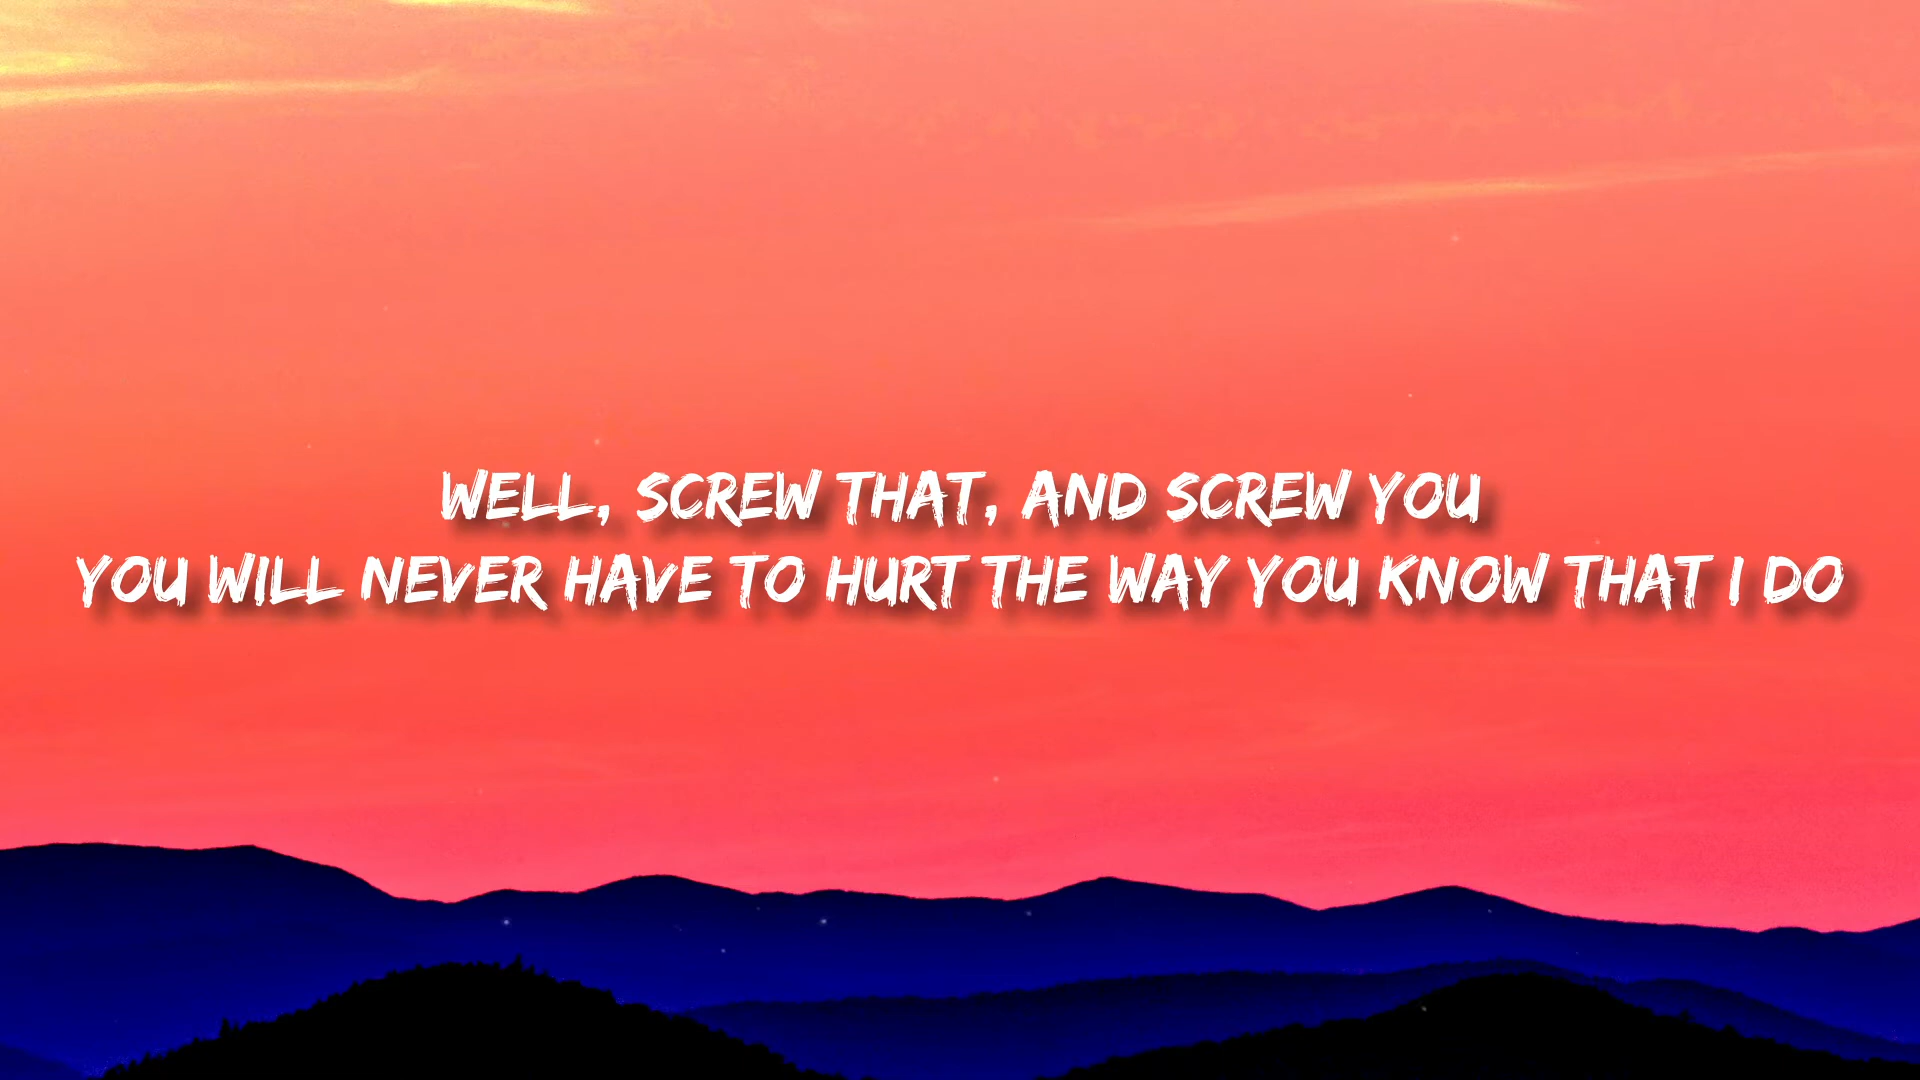 WELL, SCREW THAT, AND SCREW YOU
YOU WILL NEVER HAVE TO HURT THE WAY YOU KNOW THAT I DO